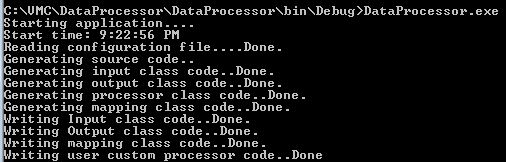 C:\VMC\DataProcessor\DataProcessor\bin\Debug>DataProcessor.exe
Starting application....
Start time: 9:22:56 PM
Reading configuration file....Done.
Generating source code..
Generating input class code..Done.
Generating output class code..Done.
Generating processor class code..Done.
Generating mapping class code..Done.
Writing Input class code..Done.
Writing Output class code..Done.
Writing mapping class code..Done.
Writing user custom processor code..Done